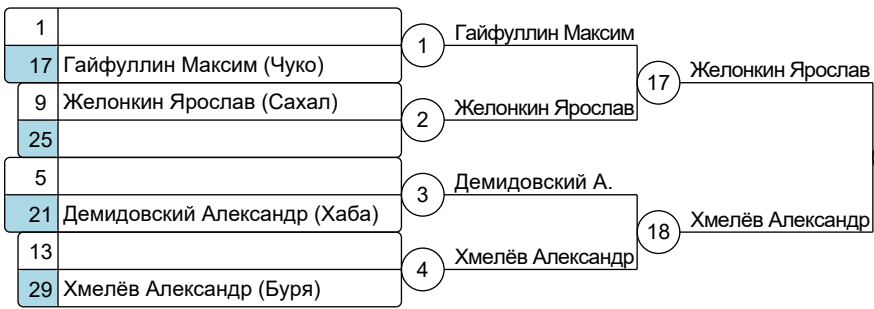 1
17 Гайфуллин Максим (Чуко)
9 Желонкин Ярослав (Сахал)
25
5
21 Демидовский Александр (Хаба)
13
29 Хмелёв Александр (Буря)
1
2
3
4
Гайфуллин Максим
Желонкин Ярослав
Демидовский А.
Хмелёв Александр
17
18
Желонкин Ярослав
Хмелёв Александр